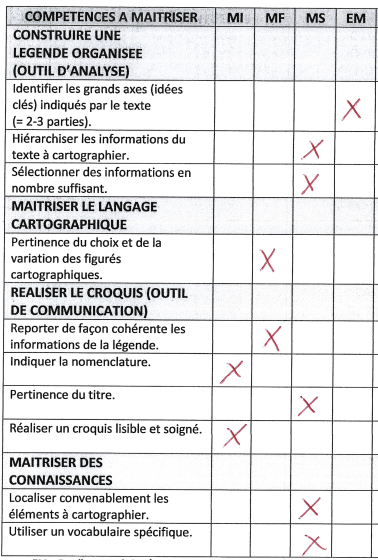 COMPETENCES A MAITRISER MI MF MS EM
CONSTRUIRE UNE
LEGENDE ORGANISEE
(OUTIL D'ANALYSE)
Identifier les grands axes (idées
clés) indiqués par le texte
(= 2-3 parties). X
Hiérarchiser les informations du
texte à cartographier. X
Sélectionner des informations en
nombre suffisant. X
MAITRISER LE LANGAGE
CARTOGRAPHIQUE
Pertinence du choix et de la
variation des figurés X
cartographiques.
REALISER LE CROQUIS (OUTIL
DE COMMUNICATION)
Reporter de façon cohérente les
informations de la légende. X
Indiquer la nomenclature. X
Pertinence du titre. X
Réaliser un croquis lisible et soigné. X
MAITRISER DES
CONNAISSANCES
Localiser convenablement les
éléments à cartographier. X
Utiliser un vocabulaire spécifique. X